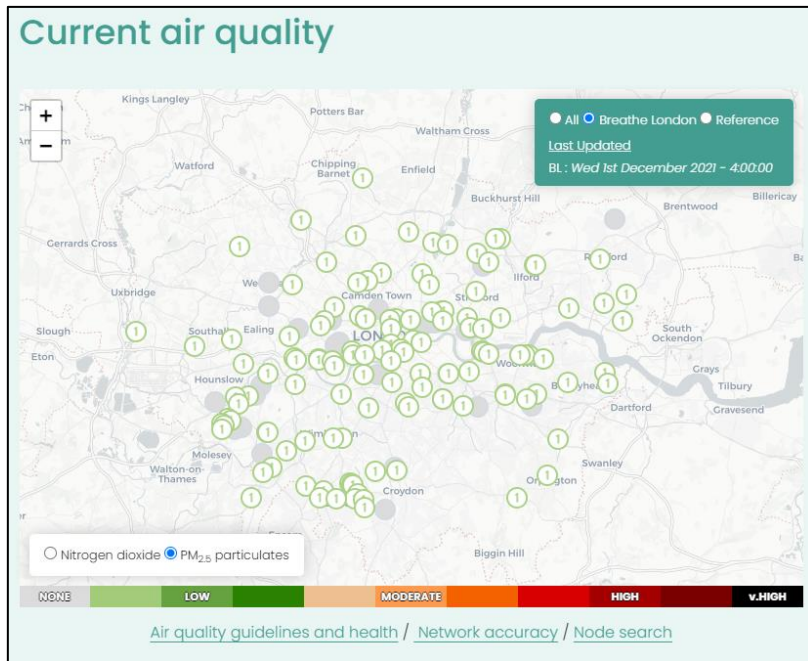 Current air quality
+
−
All Breathe London Reference
Last Updated
BL : Wed 1st December 2021 - 4:00:00
Kings Langley
Potters Bar
Waltham Cross
Watford
Chipping Barnet
Enfield
Buckhurst Hill
Brentwood
Billericay
Gerrards Cross
Ilford
Uxbridge
Camden Town
Slough
Ealing
South Ockendon
Eton
Grays
Hounslow
Tilbury
Dartford
Gravesend
Molesey
Walton-on-Thames
Swanley
Croydon
Biggin Hill
Nitrogen dioxide PM2.5 particulates
NONE LOW MODERATE HIGH v.HIGH
Air quality guidelines and health / Network accuracy / Node search